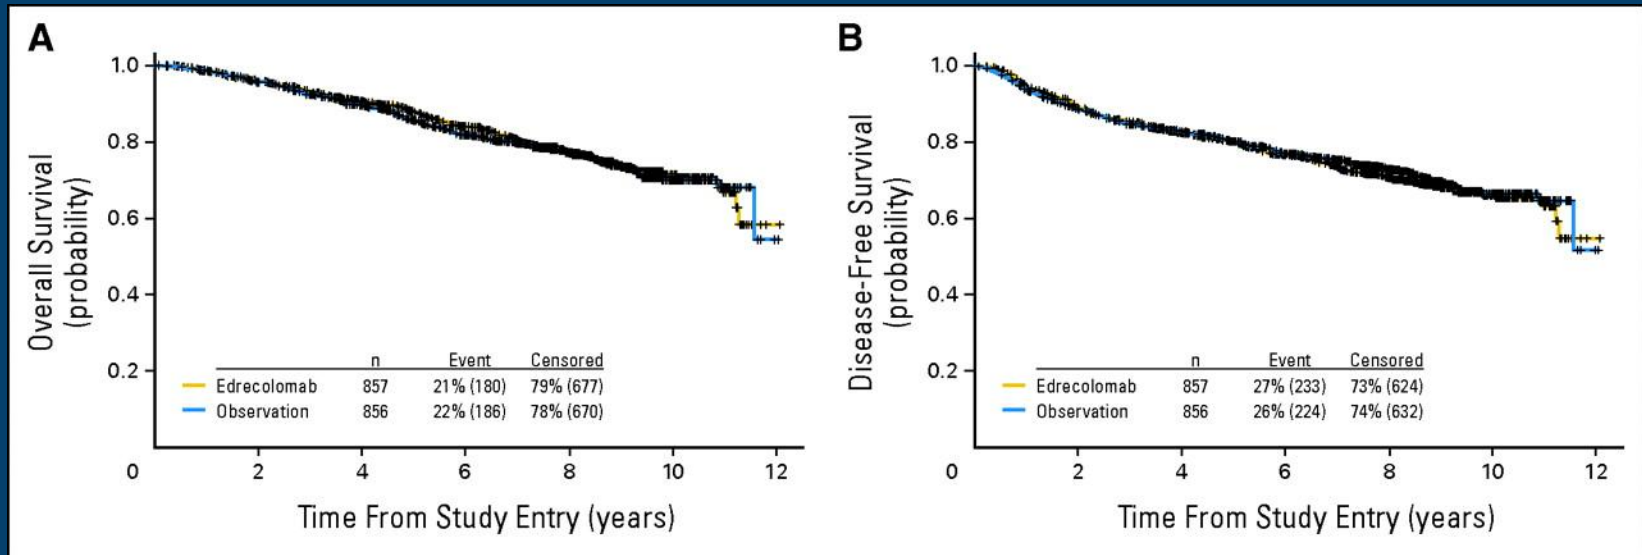 A
Overall Survival
(probability)
1.0
0.8
0.6
0.4
0.2
0
2
4
6
8
10
12
n Event Censored
Edrecolomab 857 21% (180) 79% (677)
Observation 856 22% (186) 78% (670)
Time From Study Entry (years)
B
Disease-Free Survival
(probability)
1.0
0.8
0.6
0.4
0.2
0
2
4
6
8
10
12
n Event Censored
Edrecolomab 857 27% (233) 73% (624)
Observation 856 26% (224) 74% (632)
Time From Study Entry (years)